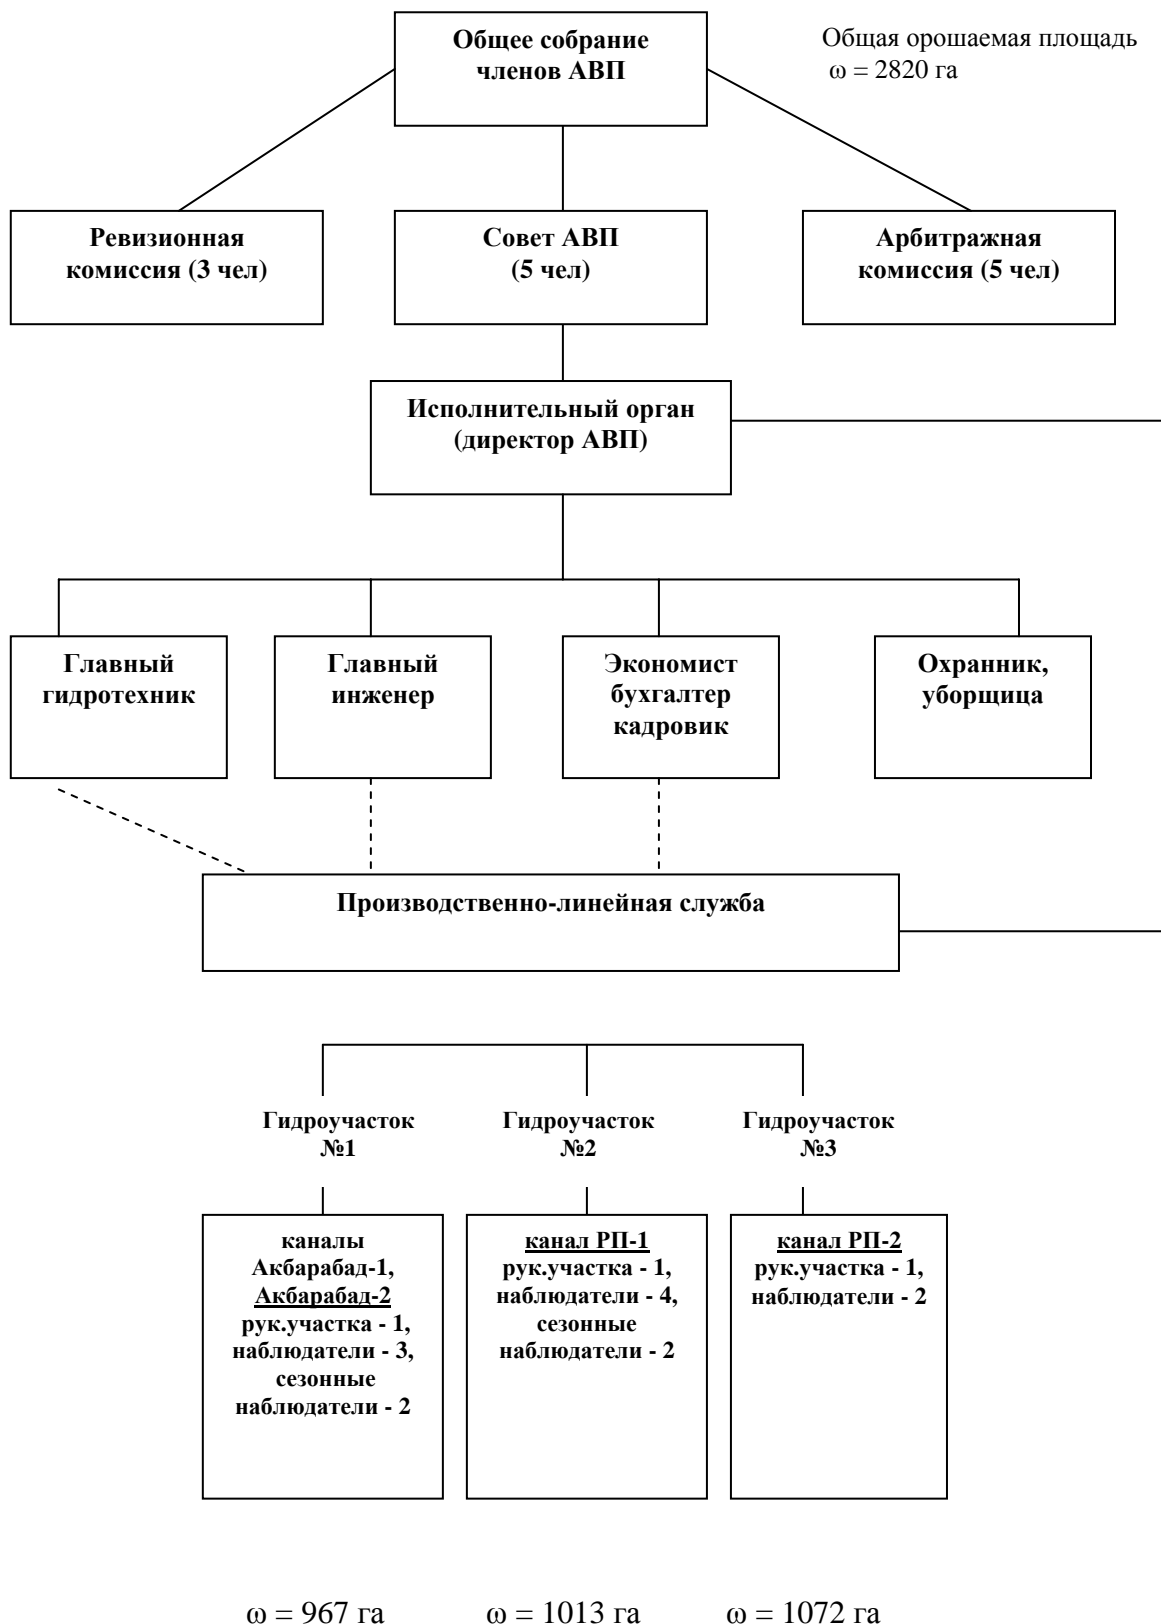 Общее собрание
членов АВП
Общая орошаемая площадь
ω = 2820 га
Ревизионная
комиссия (3 чел)
Совет АВП
(5 чел)
Арбитражная
комиссия (5 чел)
Исполнительный орган
(директор АВП)
Главный
гидротехник
Главный
инженер
Экономист
бухгалтер
кадровик
Охранник,
уборщица
Производственно-линейная служба
Гидроучасток
№1
Гидроучасток
№2
Гидроучасток
№3
каналы
Акбарабад-1,
Акбарабад-2
рук.участка - 1,
наблюдатели - 3,
сезонные
наблюдатели - 2
канал РП-1
рук.участка - 1,
наблюдатели - 4,
сезонные
наблюдатели - 2
канал РП-2
рук.участка - 1,
наблюдатели - 2
ω = 967 га
ω = 1013 га
ω = 1072 га